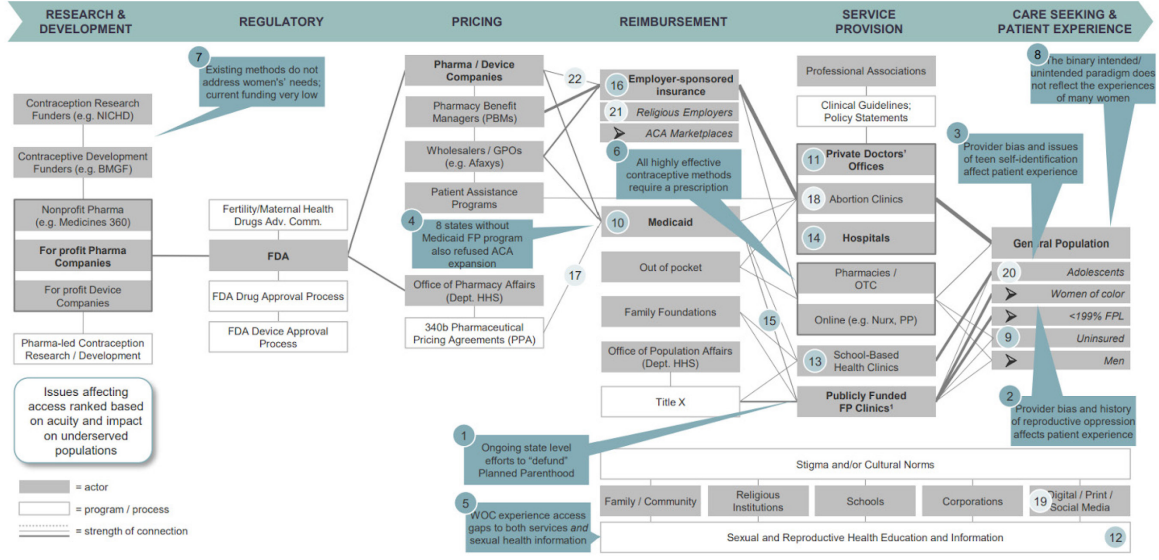 RESEARCH &
DEVELOPMENT
REGULATORY
PRICING
REIMBURSEMENT
SERVICE
PROVISION
CARE SEEKING &
PATIENT EXPERIENCE
7
Existing methods do not
address women's' needs;
current funding very low
Contraception Research
Funders (e.g. NICHD)
Contraceptive Development
Funders (e.g. BMGF)
Nonprofit Pharma
(e.g. Medicines 360)
For profit Pharma
Companies
For profit Device
Companies
Pharma-led Contraception
Research / Development
Issues affecting
access ranked based
on acuity and impact
on underserved
populations
= actor
= program / process
= strength of connection
Fertility/Maternal Health
Drugs Adv. Comm.
FDA
FDA Drug Approval Process
FDA Device Approval
Process
Pharma / Device
Companies
Pharmacy Benefit
Managers (PBMs)
Wholesalers / GPOs
(e.g. Afaxys)
Patient Assistance
Programs
4
8 states without
Medicaid FP program
also refused ACA
expansion
Office of Pharmacy Affairs
(Dept. HHS)
340b Pharmaceutical
Pricing Agreements (PPA)
22
17
16
Employer-sponsored
insurance
21
Religious Employers
ACA Marketplaces
6
All highly effective
contraceptive methods
require a prescription
10
Medicaid
Out of pocket
Family Foundations
Office of Population Affairs
(Dept. HHS)
Title X
15
Professional Associations
Clinical Guidelines;
Policy Statements
11
Private Doctors'
Offices
18
Abortion Clinics
14
Hospitals
Pharmacies /
OTC
Online (e.g. Nurx, PP)
13
School-Based
Health Clinics
Publicly Funded
FP Clinics¹
8
The binary intended/
unintended paradigm does
not reflect the experiences
of many women
3
Provider bias and issues
of teen self-identification
affect patient experience
General Population
20
Adolescents
Women of color
<199% FPL
9
Uninsured
Men
2
Provider bias and history
of reproductive oppression
affects patient experience
1
Ongoing state level
efforts to "defund"
Planned Parenthood
5
WOC experience access
gaps to both services and
sexual health information
Stigma and/or Cultural Norms
Family / Community
Religious
Institutions
Schools
Corporations
19
Digital / Print /
Social Media
Sexual and Reproductive Health Education and Information
12